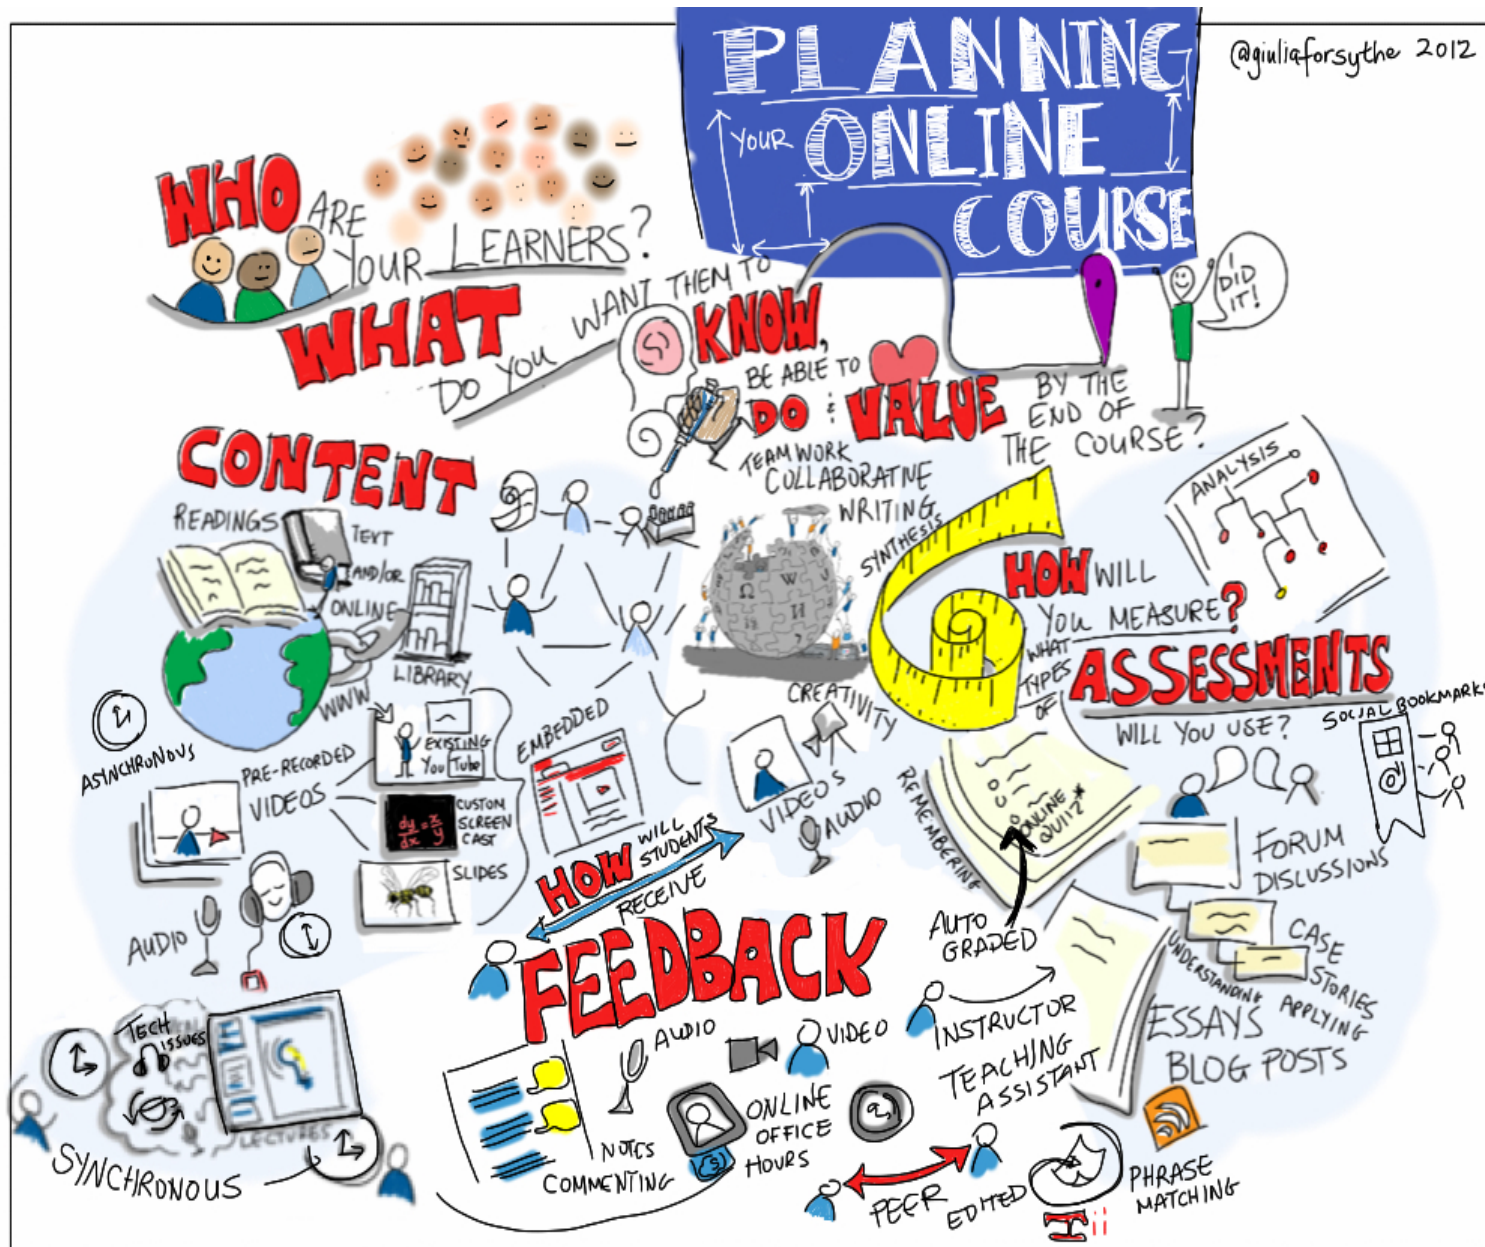 PLANNING
YOUR ONLINE
COURSE
@giuliaforsythe 2012
WHO ARE
YOUR LEARNERS?
WHAT
DO YOU WANT THEM TO
KNOW,
BE ABLE TO
DO & VALUE
BY THE
END OF
THE COURSE?
I
DID
IT!
CONTENT
READINGS
TEXT
AND/OR
ONLINE
LIBRARY
WWW
ASYNCHRONOUS
PRE-RECORDED
VIDEOS
EXISTING
YouTube
CUSTOM
SCREEN
CAST
dy/dx = x/y
SLIDES
EMBEDDED
AUDIO
TECH
ISSUES
LECTURES
SYNCHRONOUS
TEAMWORK
COLLABORATIVE
WRITING
Ω
W
И
CREATIVITY
VIDEOS
AUDIO
SYNTHESIS
ANALYSIS
HOW WILL
YOU MEASURE?
WHAT
TYPES
OF
ASSESSMENTS
WILL YOU USE?
SOCIAL BOOKMARKS
REMEMBERING
ONLINE
QUIZ*
AUTO
GRADED
FORUM
DISCUSSIONS
CASE
STORIES
UNDERSTANDING
APPLYING
ESSAYS
BLOG POSTS
HOW WILL
STUDENTS
RECEIVE
FEEDBACK
AUDIO
VIDEO
NOTES
COMMENTING
ONLINE
OFFICE
HOURS
INSTRUCTOR
TEACHING
ASSISTANT
PEER
EDITED
PHRASE
MATCHING